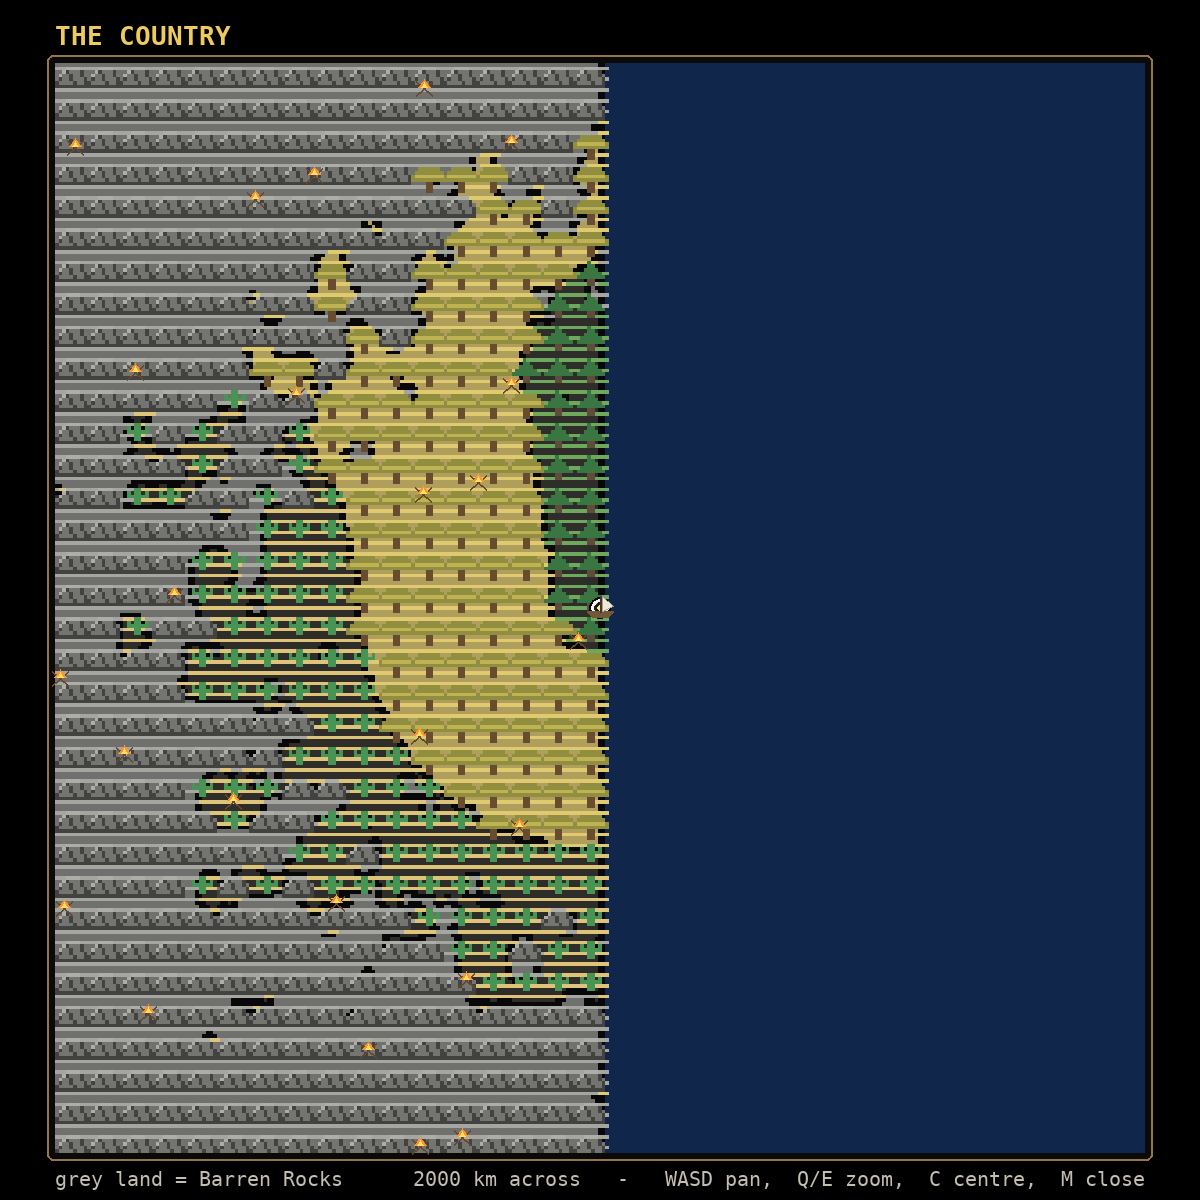 THE COUNTRY
grey land = Barren Rocks 2000 km across - WASD pan, Q/E zoom, C centre, M close